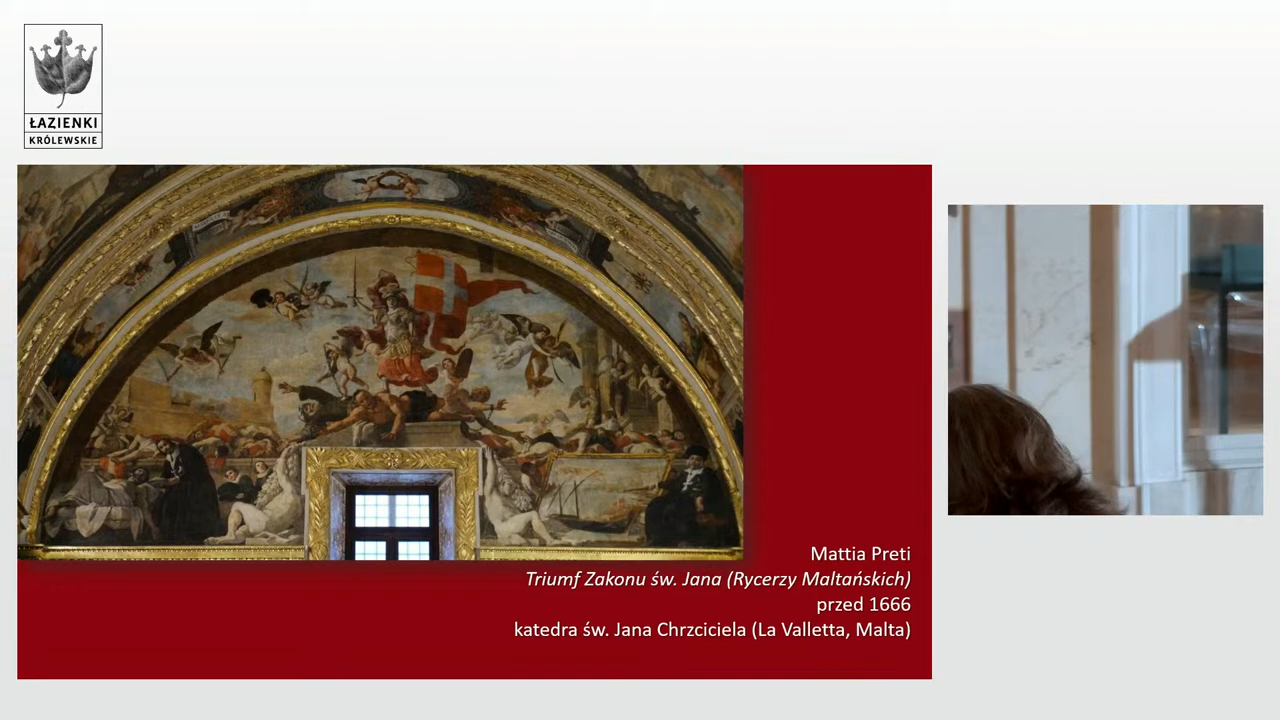 ŁAZIENKI
KRÓLEWSKIE
Mattia Preti
Triumf Zakonu św. Jana (Rycerzy Maltańskich)
przed 1666
katedra św. Jana Chrzciciela (La Valletta, Malta)